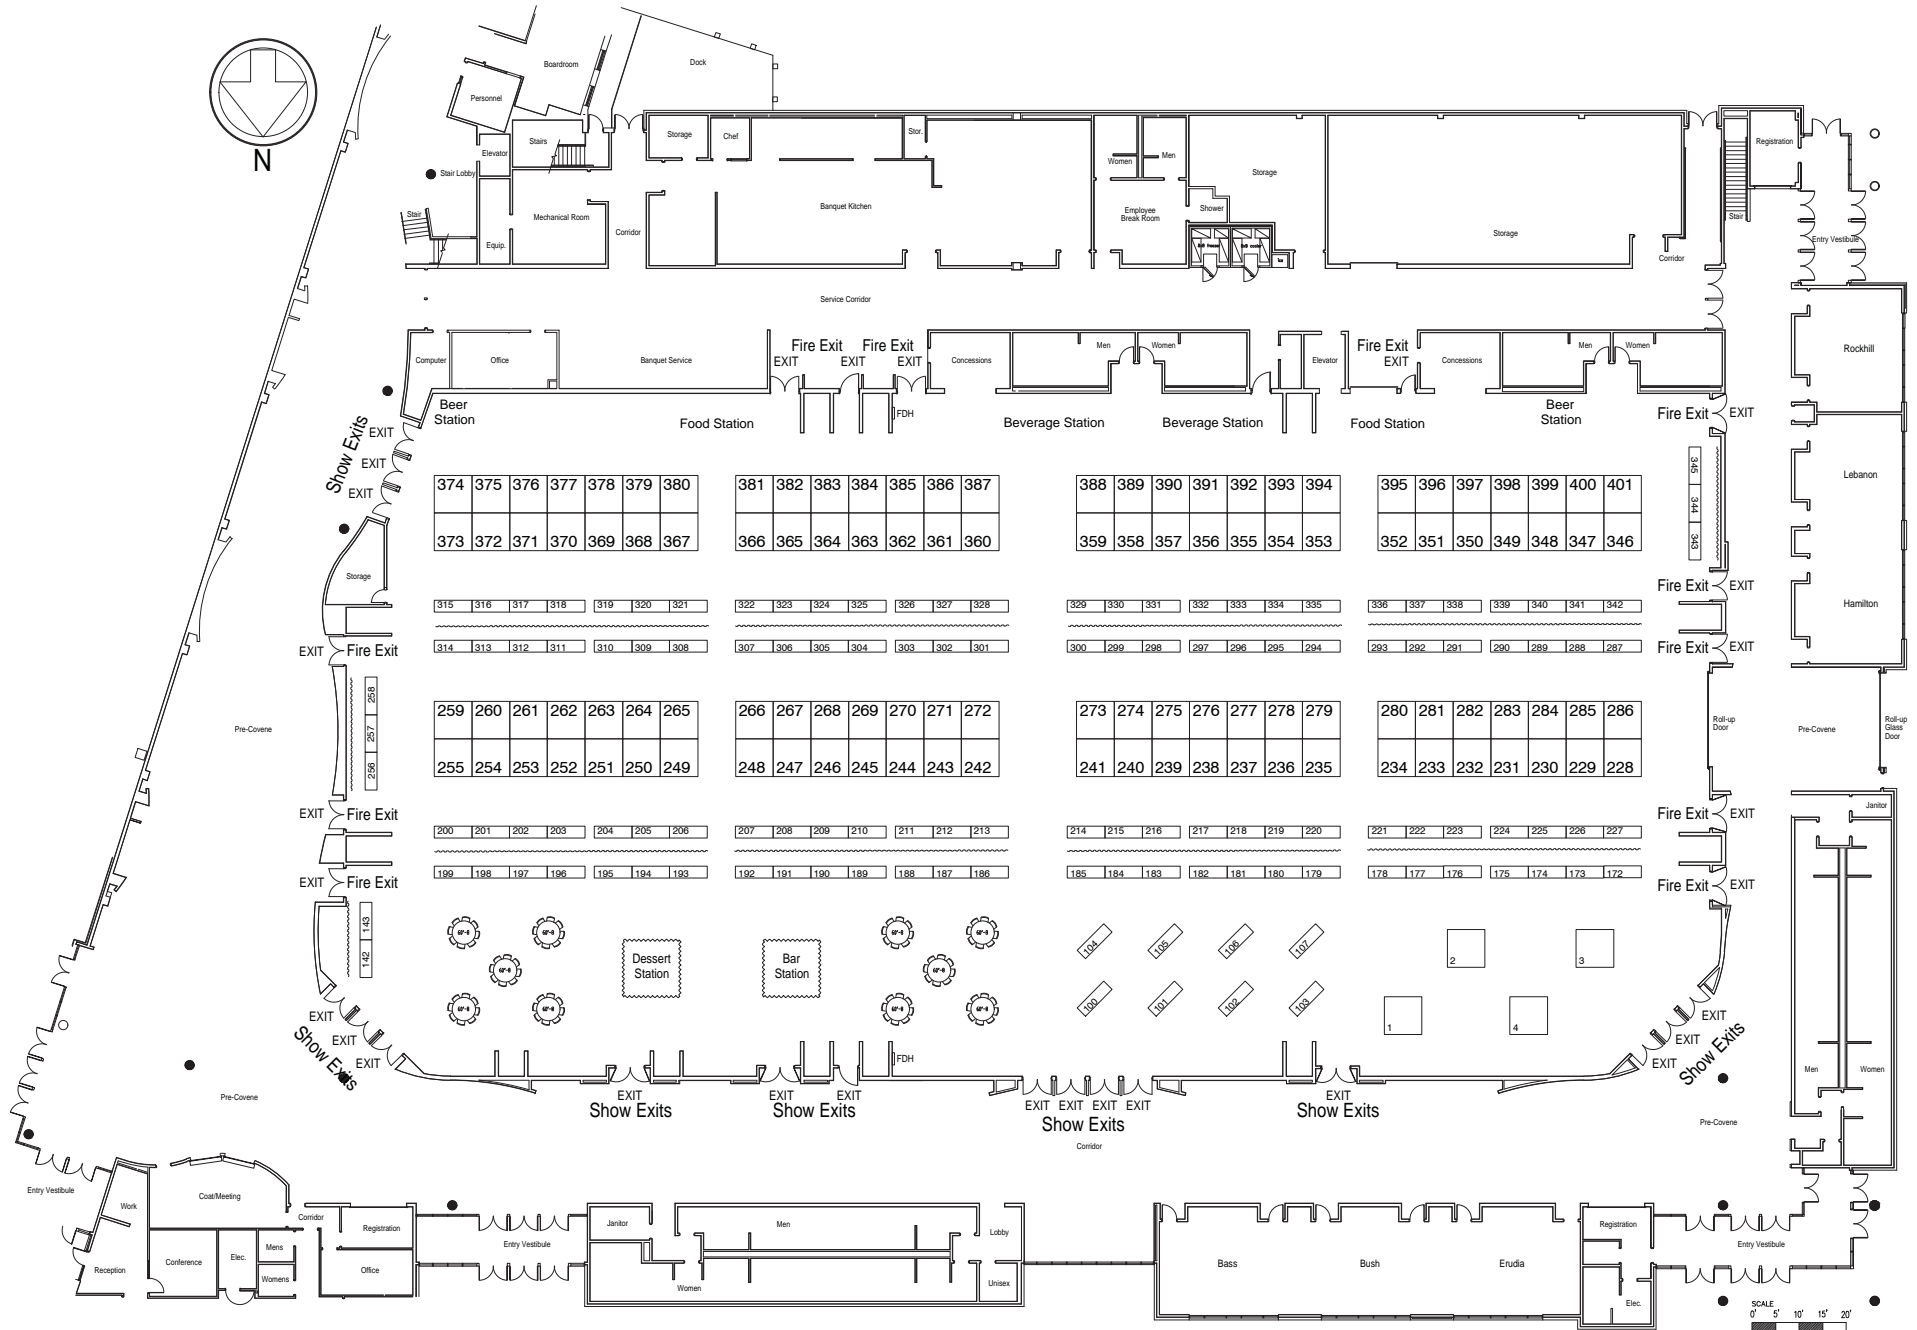 N
Boardroom
Dock
Personnel
Elevator
Stairs
Storage
Chef
Stor.
Women
Men
Storage
Registration
Stair Lobby
Stair
Mechanical Room
Equip.
Corridor
Banquet Kitchen
Employee
Break Room
Shower
Storage
Stair
Corridor
Entry Vestibule
Service Corridor
Computer
Office
Banquet Service
Fire Exit
EXIT
EXIT
Fire Exit
EXIT
Concessions
Men
Women
Elevator
Fire Exit
EXIT
Concessions
Men
Women
Rockhill
Lebanon
Hamilton
Beer
Station
Food Station
FDH
Beverage Station
Beverage Station
Food Station
Beer
Station
Fire Exit EXIT
Show Exits
EXIT
EXIT
EXIT
374 375 376 377 378 379 380
381 382 383 384 385 386 387
388 389 390 391 392 393 394
395 396 397 398 399 400 401
373 372 371 370 369 368 367
366 365 364 363 362 361 360
359 358 357 356 355 354 353
352 351 350 349 348 347 346
345
344
343
Storage
Fire Exit EXIT
315 316 317 318 319 320 321
322 323 324 325 326 327 328
329 330 331 332 333 334 335
336 337 338 339 340 341 342
EXIT Fire Exit
314 313 312 311 310 309 308
307 306 305 304 303 302 301
300 299 298 297 296 295 294
293 292 291 290 289 288 287
Fire Exit EXIT
258
257
256
Pre-Covene
259 260 261 262 263 264 265
266 267 268 269 270 271 272
273 274 275 276 277 278 279
280 281 282 283 284 285 286
255 254 253 252 251 250 249
248 247 246 245 244 243 242
241 240 239 238 237 236 235
234 233 232 231 230 229 228
Roll-up
Door
Pre-Covene
Roll-up
Glass
Door
EXIT Fire Exit
Fire Exit EXIT
Janitor
200 201 202 203 204 205 206
207 208 209 210 211 212 213
214 215 216 217 218 219 220
221 222 223 224 225 226 227
199 198 197 196 195 194 193
192 191 190 189 188 187 186
185 184 183 182 181 180 179
178 177 176 175 174 173 172
EXIT Fire Exit
Fire Exit EXIT
143
142
Dessert
Station
Bar
Station
104
105
106
107
100
101
102
103
2
3
1
4
EXIT
EXIT
EXIT
Show Exits
EXIT
EXIT
EXIT
Show Exits
FDH
EXIT
Show Exits
EXIT
EXIT
Show Exits
EXIT
EXIT
EXIT
EXIT
Show Exits
EXIT
Show Exits
Men
Women
Pre-Covene
Corridor
Pre-Covene
Entry Vestibule
Work
Coat/Meeting
Corridor
Registration
Reception
Conference
Elec.
Mens
Womens
Office
Entry Vestibule
Janitor
Men
Lobby
Women
Unisex
Bass
Bush
Erudia
Registration
Elec.
Entry Vestibule
SCALE
0' 5' 10' 15' 20'